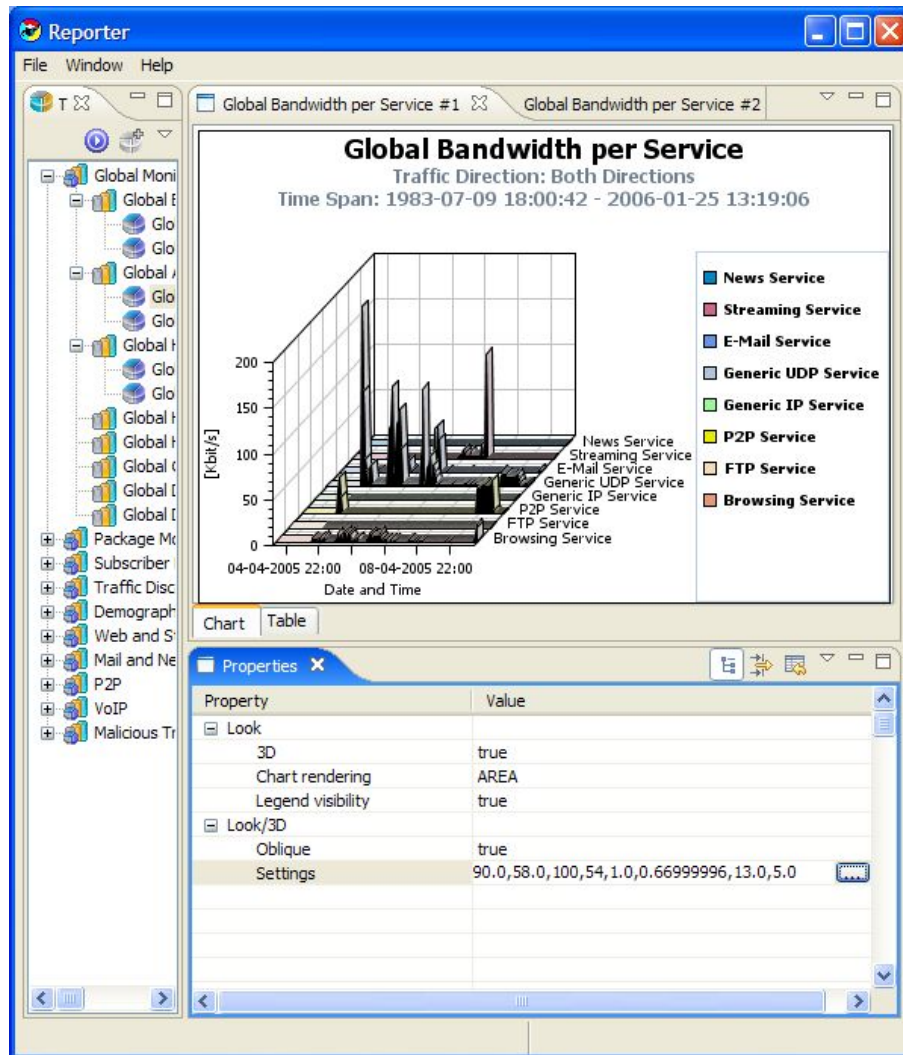 Reporter
File Window Help
T
Global Moni
Global E
Glo
Glo
Global A
Glo
Glo
Global H
Glo
Glo
Global H
Global H
Global C
Global D
Global D
Package Mo
Subscriber
Traffic Disc
Demograph
Web and S
Mail and Ne
P2P
VoIP
Malicious Tr
Global Bandwidth per Service #1
Global Bandwidth per Service #2
Global Bandwidth per Service
Traffic Direction: Both Directions
Time Span: 1983-07-09 18:00:42 - 2006-01-25 13:19:06
200
150
100
50
0
[Kbit/s]
News Service
Streaming Service
E-Mail Service
Generic UDP Service
Generic IP Service
P2P Service
FTP Service
Browsing Service
04-04-2005 22:00 08-04-2005 22:00
Date and Time
News Service
Streaming Service
E-Mail Service
Generic UDP Service
Generic IP Service
P2P Service
FTP Service
Browsing Service
Chart Table
Properties
Property Value
Look
3D true
Chart rendering AREA
Legend visibility true
Look/3D
Oblique true
Settings 90.0,58.0,100,54,1.0,0.66999996,13.0,5.0 ...